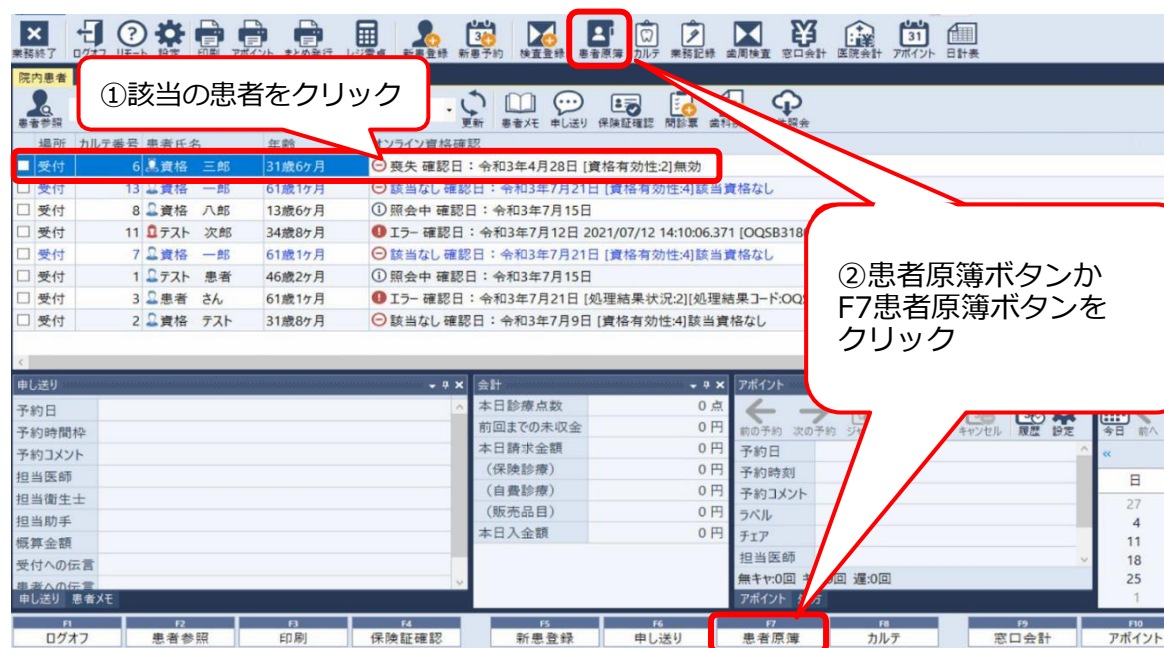 業務終了 ログオフ リモート 設定 印刷 アポイント まとめ発行 レジ電卓 新患登録 新患予約 検査登録 患者原簿 カルテ 業務記録 歯周検査 窓口会計 医院会計 アポイント 日計表
院内患者
①該当の患者をクリック
患者参照 更新 患者メモ 申し送り 保険証確認 問診票
場所 カルテ番号 患者氏名 年齢 オンライン資格確認
受付 6 資格 三郎 31歳6ヶ月 喪失 確認日:令和3年4月28日 [資格有効性:2]無効
受付 13 資格 一郎 61歳1ヶ月 該当なし 確認日:令和3年7月21日 [資格有効性:4]該当資格なし
受付 8 資格 八郎 13歳6ヶ月 照会中 確認日:令和3年7月15日
受付 11 テスト 次郎 34歳8ヶ月 エラー 確認日:令和3年7月12日 2021/07/12 14:10:06.371 [OQSB318
受付 7 資格 一郎 61歳1ヶ月 該当なし 確認日:令和3年7月21日 [資格有効性:4]該当資格なし
受付 1 テスト 患者 46歳2ヶ月 照会中 確認日:令和3年7月15日
受付 3 患者 さん 61歳1ヶ月 エラー 確認日:令和3年7月21日 [処理結果状況:2][処理結果コード:OQ
受付 2 資格 テスト 31歳8ヶ月 該当なし 確認日:令和3年7月9日 [資格有効性:4]該当資格なし
②患者原簿ボタンか
F7患者原簿ボタンを
クリック
申し送り
予約日
予約時間枠
予約コメント
担当医師
担当衛生士
担当助手
概算金額
受付への伝言
患者への伝言
申し送り 患者メモ
会計
本日診療点数 0 点
前回までの未収金 0 円
本日請求金額 0 円
(保険診療) 0 円
(自費診療) 0 円
(販売品目) 0 円
本日入金額 0 円
アポイント
前の予約 次の予約 キャンセル 履歴 設定
予約日
予約時刻
予約コメント
ラベル
チェア
担当医師
無キャ:0回 遅:0回
アポイント
今日 前へ
日
27
4
11
18
25
1
F1 F2 F3 F4 F5 F6 F7 F8 F9 F10
ログオフ 患者参照 印刷 保険証確認 新患登録 申し送り 患者原簿 カルテ 窓口会計 アポイント